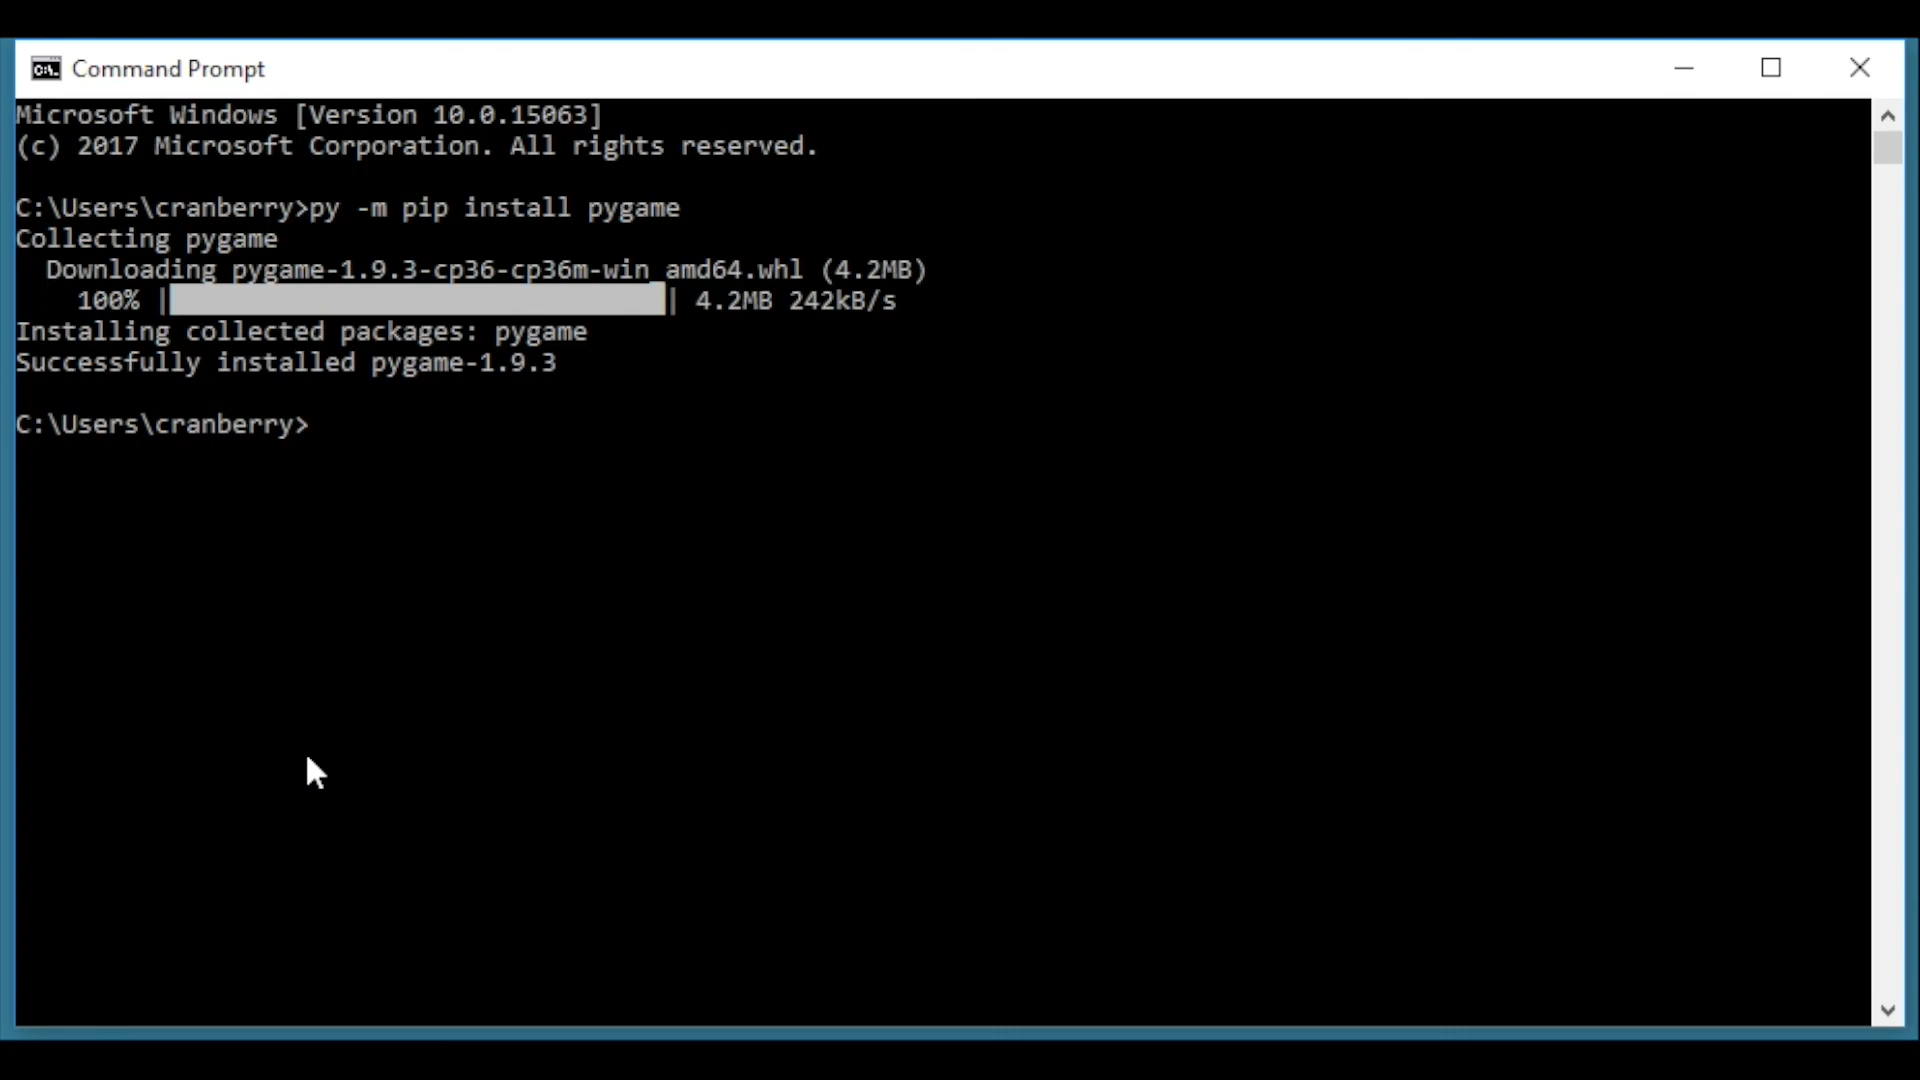 Command Prompt
Microsoft Windows [Version 10.0.15063]
(c) 2017 Microsoft Corporation. All rights reserved.
C:\Users\cranberry>py -m pip install pygame
Collecting pygame
  Downloading pygame-1.9.3-cp36-cp36m-win_amd64.whl (4.2MB)
    100% |████████████████████████████████| 4.2MB 242kB/s
Installing collected packages: pygame
Successfully installed pygame-1.9.3
C:\Users\cranberry>